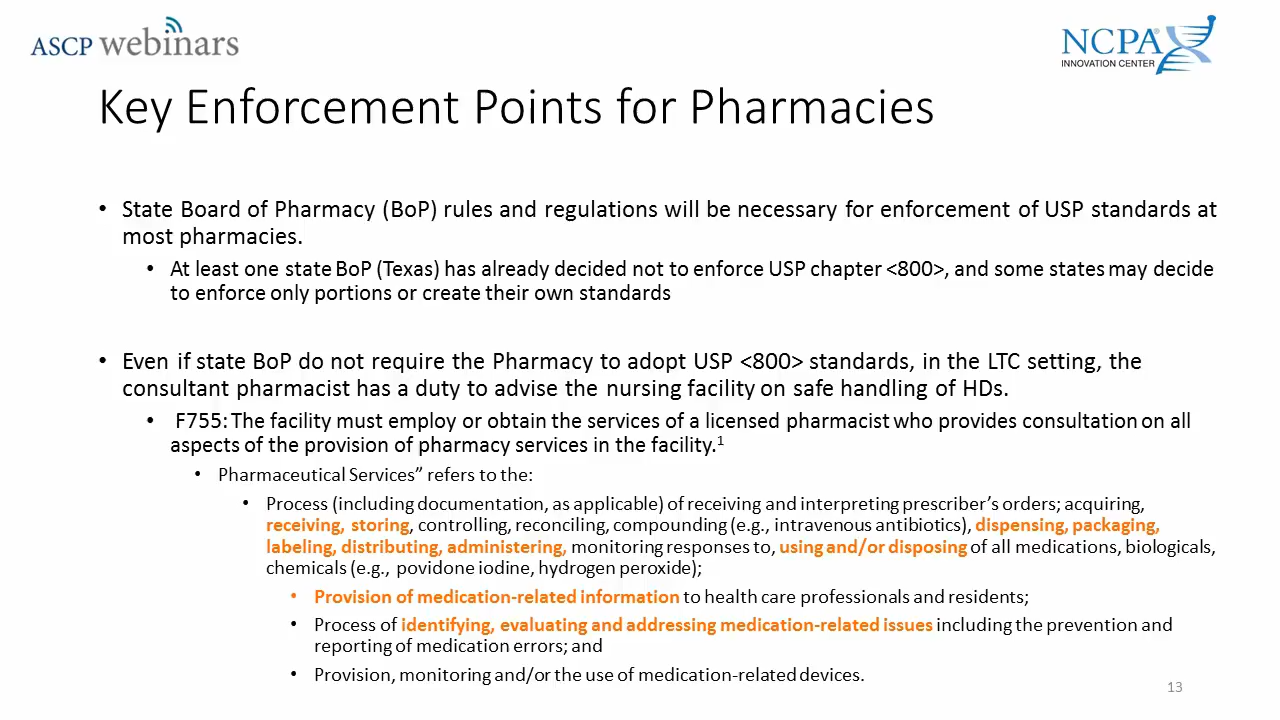 ASCP webinars
NCPA®
INNOVATION CENTER
Key Enforcement Points for Pharmacies
• State Board of Pharmacy (BoP) rules and regulations will be necessary for enforcement of USP standards at
most pharmacies.
• At least one state BoP (Texas) has already decided not to enforce USP chapter <800>, and some states may decide
to enforce only portions or create their own standards
• Even if state BoP do not require the Pharmacy to adopt USP <800> standards, in the LTC setting, the
consultant pharmacist has a duty to advise the nursing facility on safe handling of HDs.
• F755: The facility must employ or obtain the services of a licensed pharmacist who provides consultation on all
aspects of the provision of pharmacy services in the facility.1
• Pharmaceutical Services” refers to the:
• Process (including documentation, as applicable) of receiving and interpreting prescriber’s orders; acquiring,
receiving, storing, controlling, reconciling, compounding (e.g., intravenous antibiotics), dispensing, packaging,
labeling, distributing, administering, monitoring responses to, using and/or disposing of all medications, biologicals,
chemicals (e.g., povidone iodine, hydrogen peroxide);
• Provision of medication-related information to health care professionals and residents;
• Process of identifying, evaluating and addressing medication-related issues including the prevention and
reporting of medication errors; and
• Provision, monitoring and/or the use of medication-related devices.
13